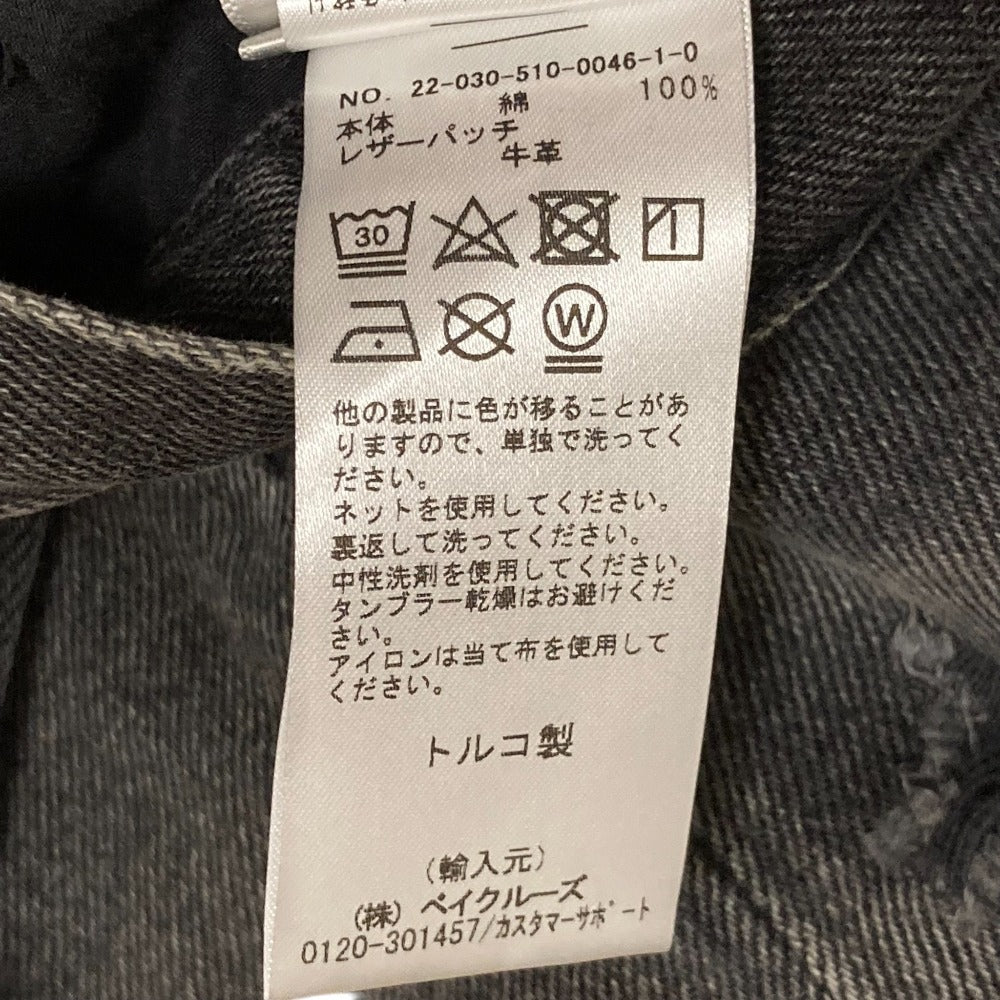 NO. 22-030-510-0046-1-0
本体 綿 100%
レザーパッチ
牛革
30
W
他の製品に色が移ることがあ
りますので、単独で洗ってく
ださい。
ネットを使用してください。
裏返して洗ってください。
中性洗剤を使用してください。
タンブラー乾燥はお避けくだ
さい。
アイロンは当て布を使用して
ください。
トルコ製
(輸入元)
(株) ベイクルーズ
0120-301457/カスタマーサポート